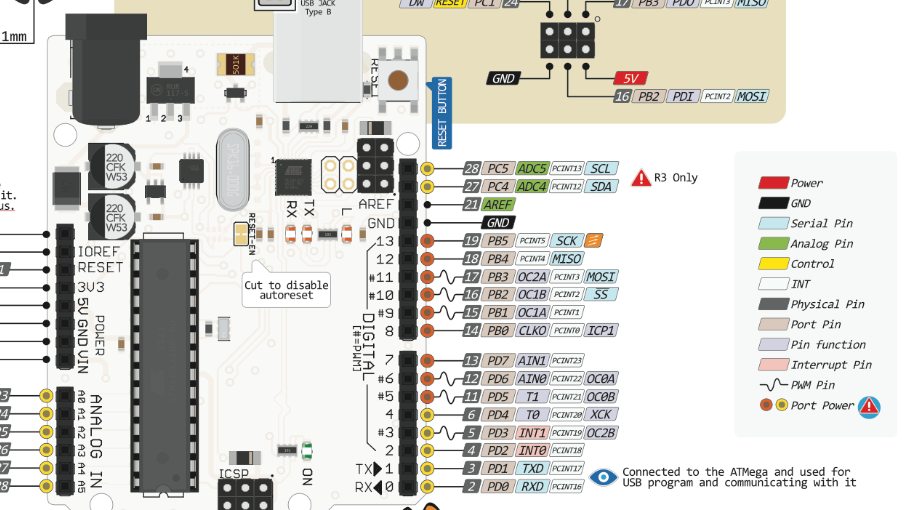 USB JACK
Type B
DW RESET PC1 24
17 PB3 PDO PCINT3 MISO
1mm
GND
5V
16 PB2 PDI PCINT2 MOSI
501K
4
1 2 3
RESET
RESET BUTTON
220
CFK
W53
220
CFK
W53
1
RX
TX
L
RESET-EN
Cut to disable
autoreset
it.
us.
IOREF
RESET
3V3
5V
GND
VIN
POWER
A0
A1
A2
A3
A4
A5
ANALOG IN
ICSP
ON
DIGITAL
[#=PWM]
28 PC5 ADC5 PCINT13 SCL
27 PC4 ADC4 PCINT12 SDA
R3 Only
AREF 21 AREF
GND GND
13 19 PB5 PCINT5 SCK
12 18 PB4 PCINT4 MISO
#11 17 PB3 OC2A PCINT3 MOSI
#10 16 PB2 OC1B PCINT2 SS
#9 15 PB1 OC1A PCINT1
8 14 PB0 CLKO PCINT0 ICP1
7 13 PD7 AIN1 PCINT23
#6 12 PD6 AIN0 PCINT22 OC0A
#5 11 PD5 T1 PCINT21 OC0B
4 6 PD4 T0 PCINT20 XCK
#3 5 PD3 INT1 PCINT19 OC2B
2 4 PD2 INT0 PCINT18
TX 1 3 PD1 TXD PCINT17
RX 0 2 PD0 RXD PCINT16
Connected to the ATMega and used for
USB program and communicating with it
Power
GND
Serial Pin
Analog Pin
Control
INT
Physical Pin
Port Pin
Pin function
Interrupt Pin
PWM Pin
Port Power